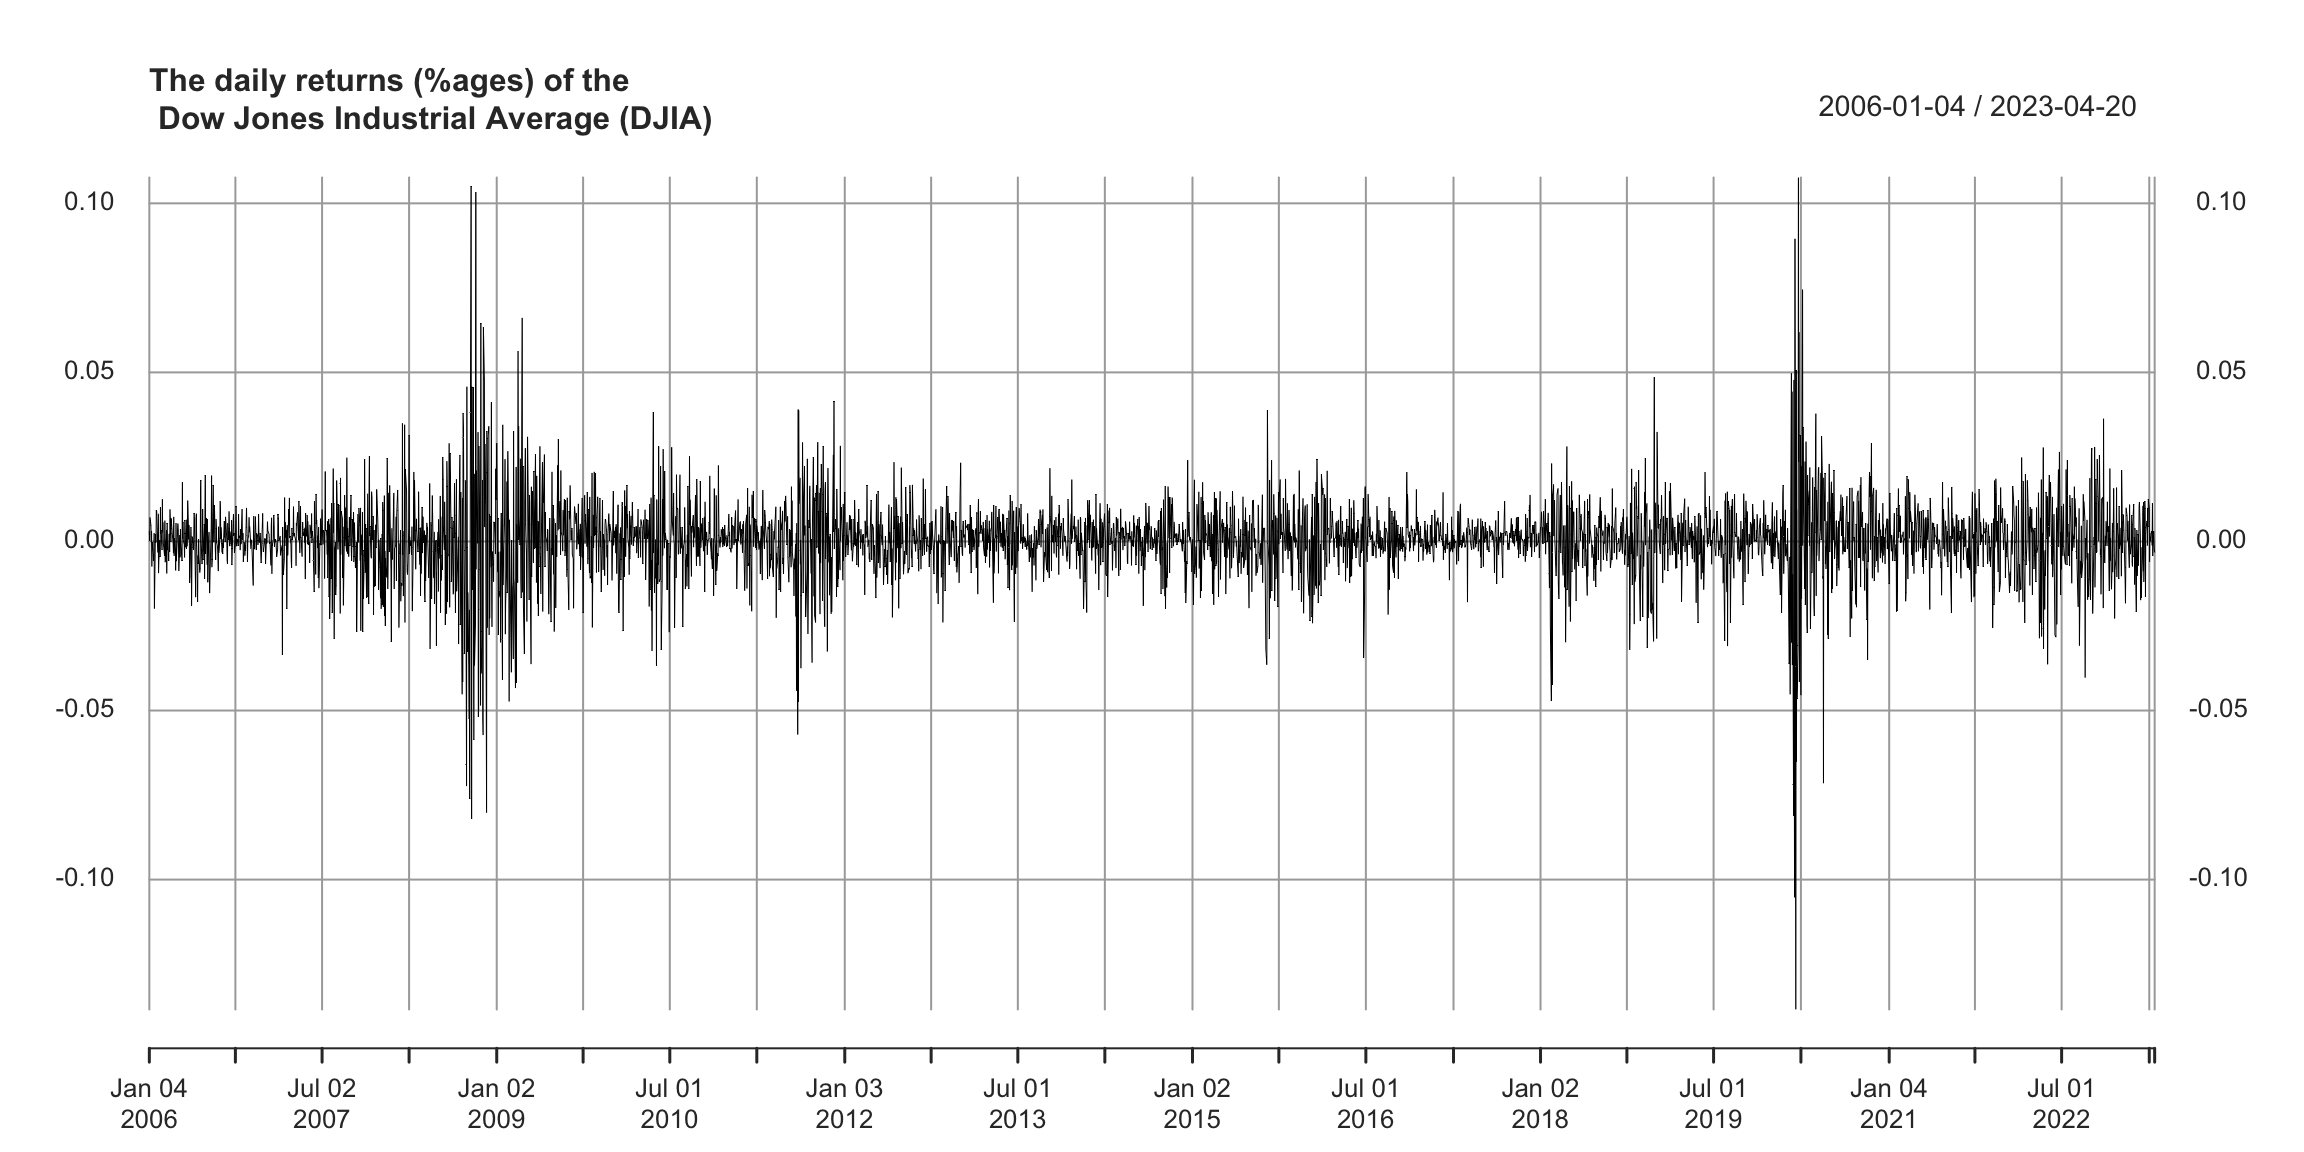 The daily returns (%ages) of the
Dow Jones Industrial Average (DJIA)
2006-01-04 / 2023-04-20
0.10
0.10
0.05
0.05
0.00
0.00
-0.05
-0.05
-0.10
-0.10
Jan 04 Jul 02 Jan 02 Jul 01 Jan 03 Jul 01 Jan 02 Jul 01 Jan 02 Jul 01 Jan 04 Jul 01
2006 2007 2009 2010 2012 2013 2015 2016 2018 2019 2021 2022